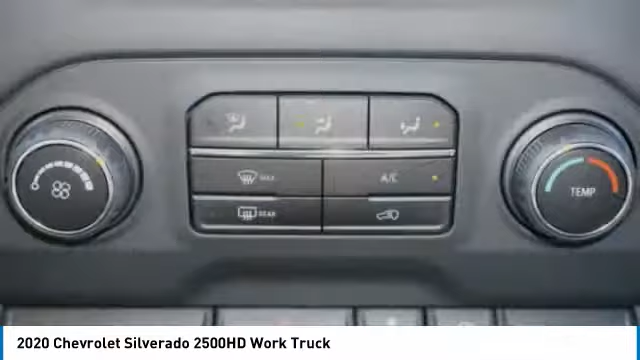 MAX
A/C
REAR
TEMP
2020 Chevrolet Silverado 2500HD Work Truck